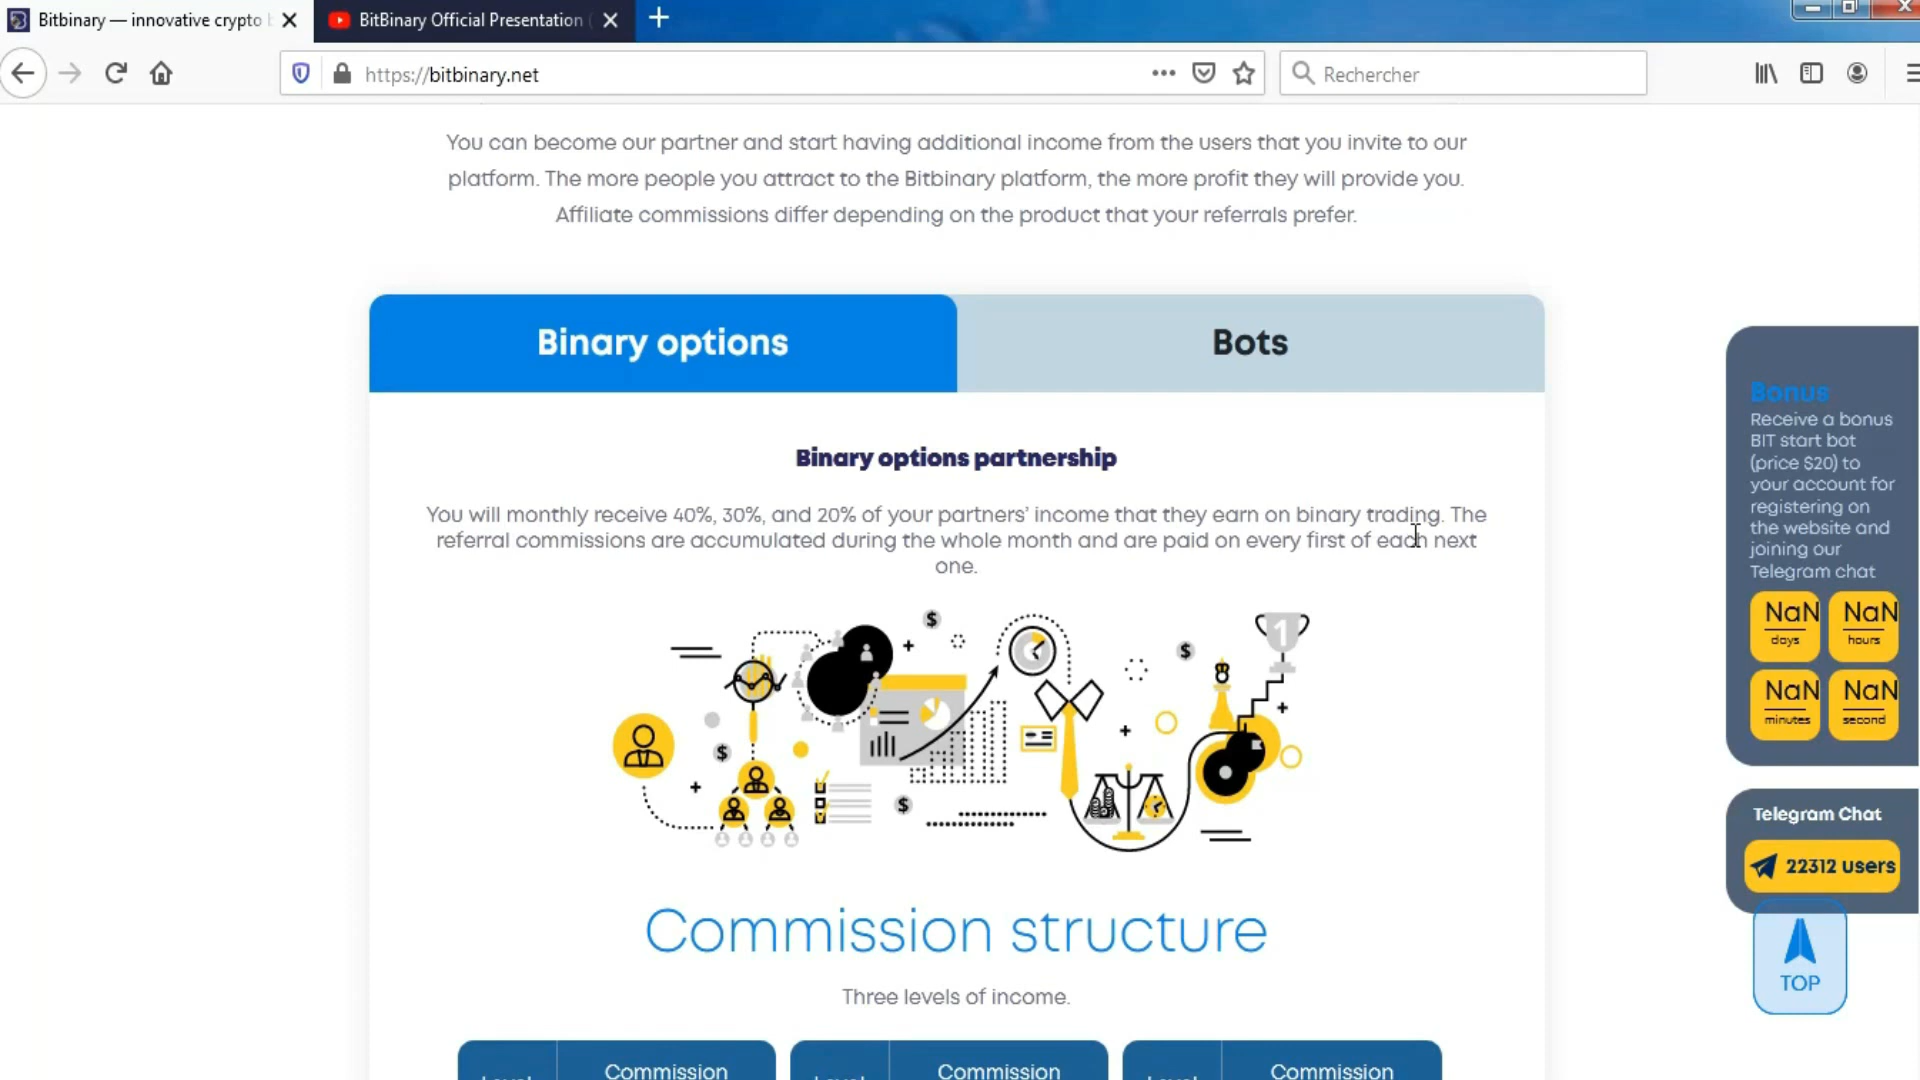 Bitbinary — innovative crypto b
BitBinary Official Presentation (
https://bitbinary.net
Rechercher
You can become our partner and start having additional income from the users that you invite to our
platform. The more people you attract to the Bitbinary platform, the more profit they will provide you.
Affiliate commissions differ depending on the product that your referrals prefer.
Binary options
Bots
Binary options partnership
You will monthly receive 40%, 30%, and 20% of your partners' income that they earn on binary trading. The
referral commissions are accumulated during the whole month and are paid on every first of each next
one.
$
$
$
$
1
Commission structure
Three levels of income.
Level
Commission
Level
Commission
Level
Commission
Bonus
Receive a bonus
BIT start bot
(price $20) to
your account for
registering on
the website and
joining our
Telegram chat
NaN
days
NaN
hours
NaN
minutes
NaN
second
Telegram Chat
22312 users
TOP